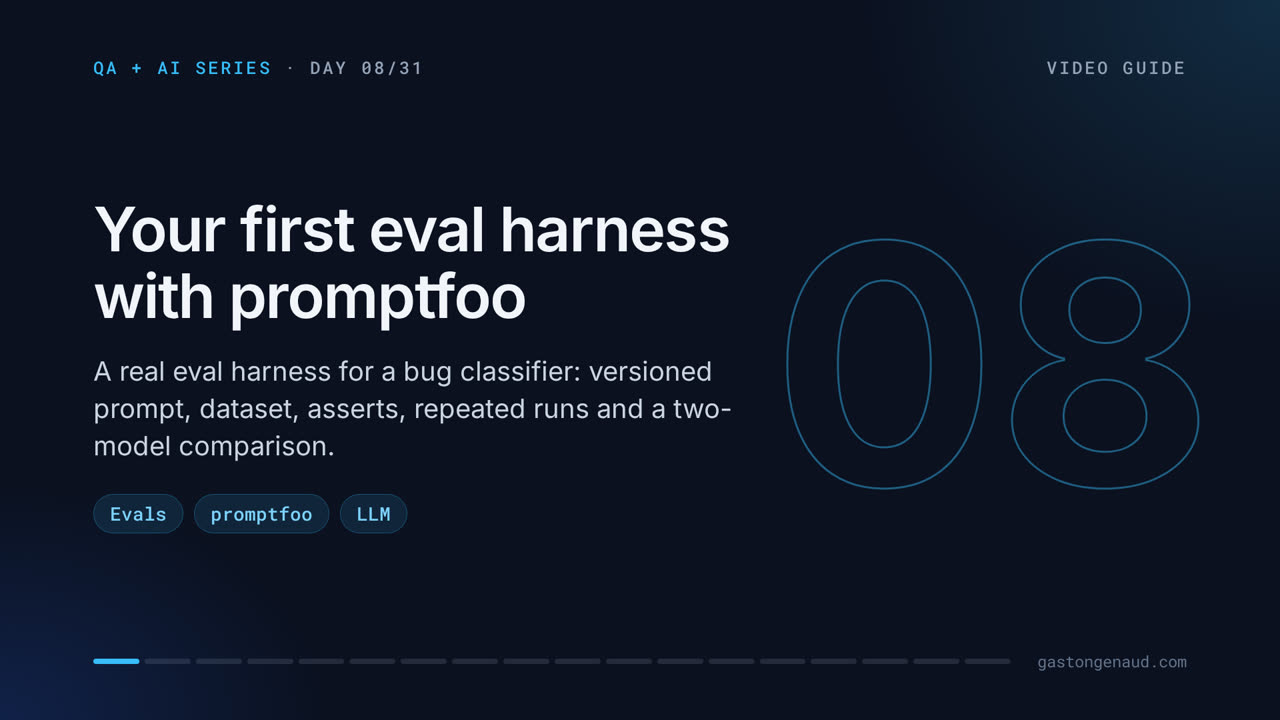 QA + AI SERIES · DAY 08/31
VIDEO GUIDE
Your first eval harness
with promptfoo
08
A real eval harness for a bug classifier: versioned
prompt, dataset, asserts, repeated runs and a two-
model comparison.
Evals
promptfoo
LLM
gastongenaud.com